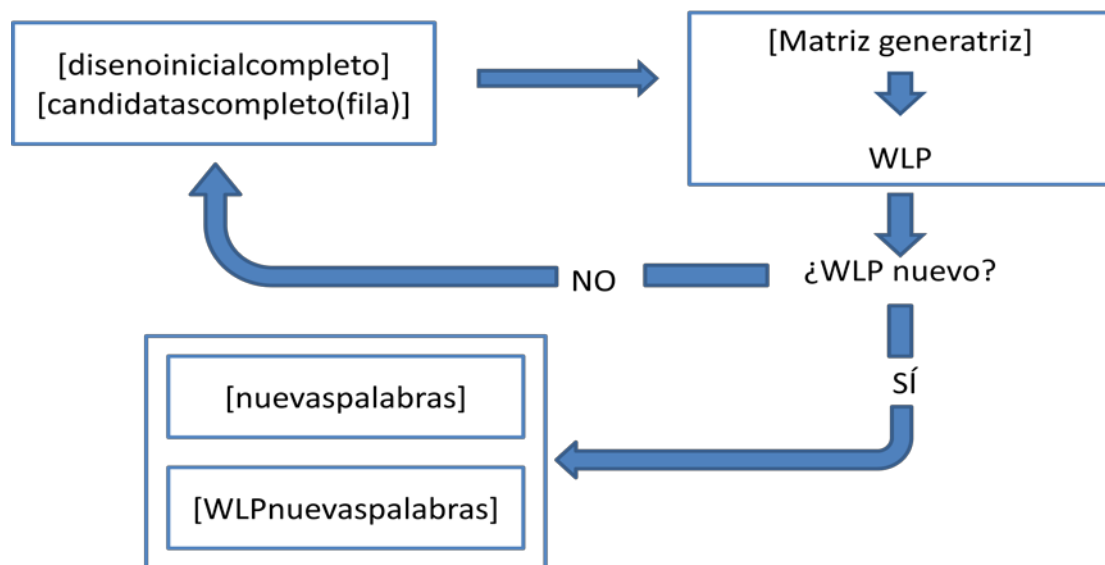 [disenoinicialcompleto]
[candidatascompleto(fila)]
[Matriz generatriz]
WLP
¿WLP nuevo?
NO
SÍ
[nuevaspalabras]
[WLPnuevaspalabras]